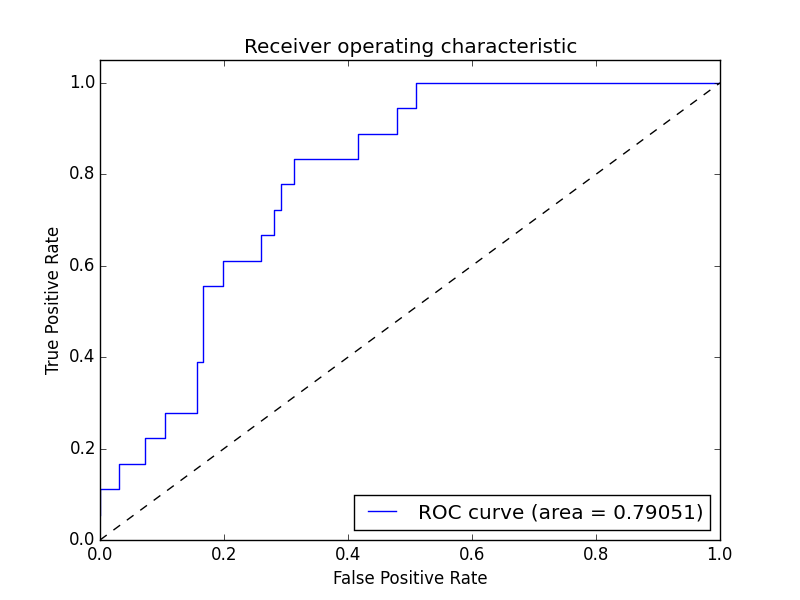 Receiver operating characteristic
1.0
0.8
0.6
0.4
0.2
0.0
True Positive Rate
ROC curve (area = 0.79051)
0.0 0.2 0.4 0.6 0.8 1.0
False Positive Rate